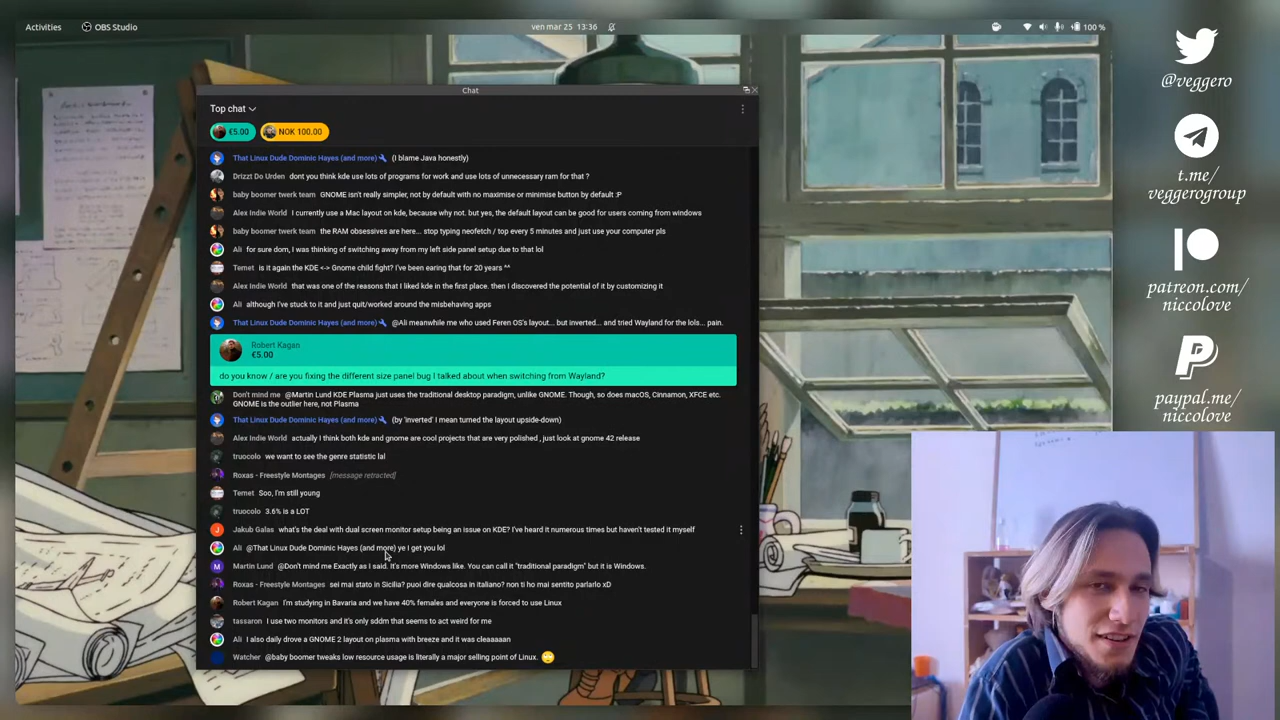 Activities
OBS Studio
ven mar 25 13:36
100 %
Chat
Top chat
€5.00
NOK 100.00
That Linux Dude Dominic Hayes (and more) (I blame Java honestly)
Drizzt Do Urden dont you think kde use lots of programs for work and use lots of unnecessary ram for that ?
baby boomer twerk team GNOME isn't really simpler, not by default with no maximise or minimise button by default :P
Alex Indie World I currently use a Mac layout on kde, because why not. but yes, the default layout can be good for users coming from windows
baby boomer twerk team the RAM obsessives are here... stop typing neofetch / top every 5 minutes and just use your computer pls
Ali for sure dom, I was thinking of switching away from my left side panel setup due to that lol
Temet is it again the KDE <-> Gnome child fight? I've been earing that for 20 years ^^
Alex Indie World that was one of the reasons that I liked kde in the first place. then I discovered the potential of it by customizing it
Ali although I've stuck to it and just quit/worked around the misbehaving apps
That Linux Dude Dominic Hayes (and more) @Ali meanwhile me who used Feren OS's layout... but inverted... and tried Wayland for the lols... pain.
Robert Kagan
€5.00
do you know / are you fixing the different size panel bug I talked about when switching from Wayland?
Don't mind me @Martin Lund KDE Plasma just uses the traditional desktop paradigm, unlike GNOME. Though, so does macOS, Cinnamon, XFCE etc.
GNOME is the outlier here, not Plasma
That Linux Dude Dominic Hayes (and more) (by 'inverted' I mean turned the layout upside-down)
Alex Indie World actually I think both kde and gnome are cool projects that are very polished , just look at gnome 42 release
truocolo we want to see the genre statistic lal
Roxas - Freestyle Montages [message retracted]
Temet Soo, I'm still young
truocolo 3.6% is a LOT
Jakub Galas what's the deal with dual screen monitor setup being an issue on KDE? I've heard it numerous times but haven't tested it myself
Ali @That Linux Dude Dominic Hayes (and more) ye I get you lol
Martin Lund @Don't mind me Exactly as I said. It's more Windows like. You can call it "traditional paradigm" but it is Windows.
Roxas - Freestyle Montages sei mai stato in Sicilia? puoi dire qualcosa in italiano? non ti ho mai sentito parlarlo xD
Robert Kagan I'm studying in Bavaria and we have 40% females and everyone is forced to use Linux
tassaron I use two monitors and it's only sddm that seems to act weird for me
Ali I also daily drove a GNOME 2 layout on plasma with breeze and it was cleaaaaan
Watcher @baby boomer tweaks low resource usage is literally a major selling point of Linux.
@veggero
t.me/
veggerogroup
patreon.com/
niccolove
paypal.me/
niccolove